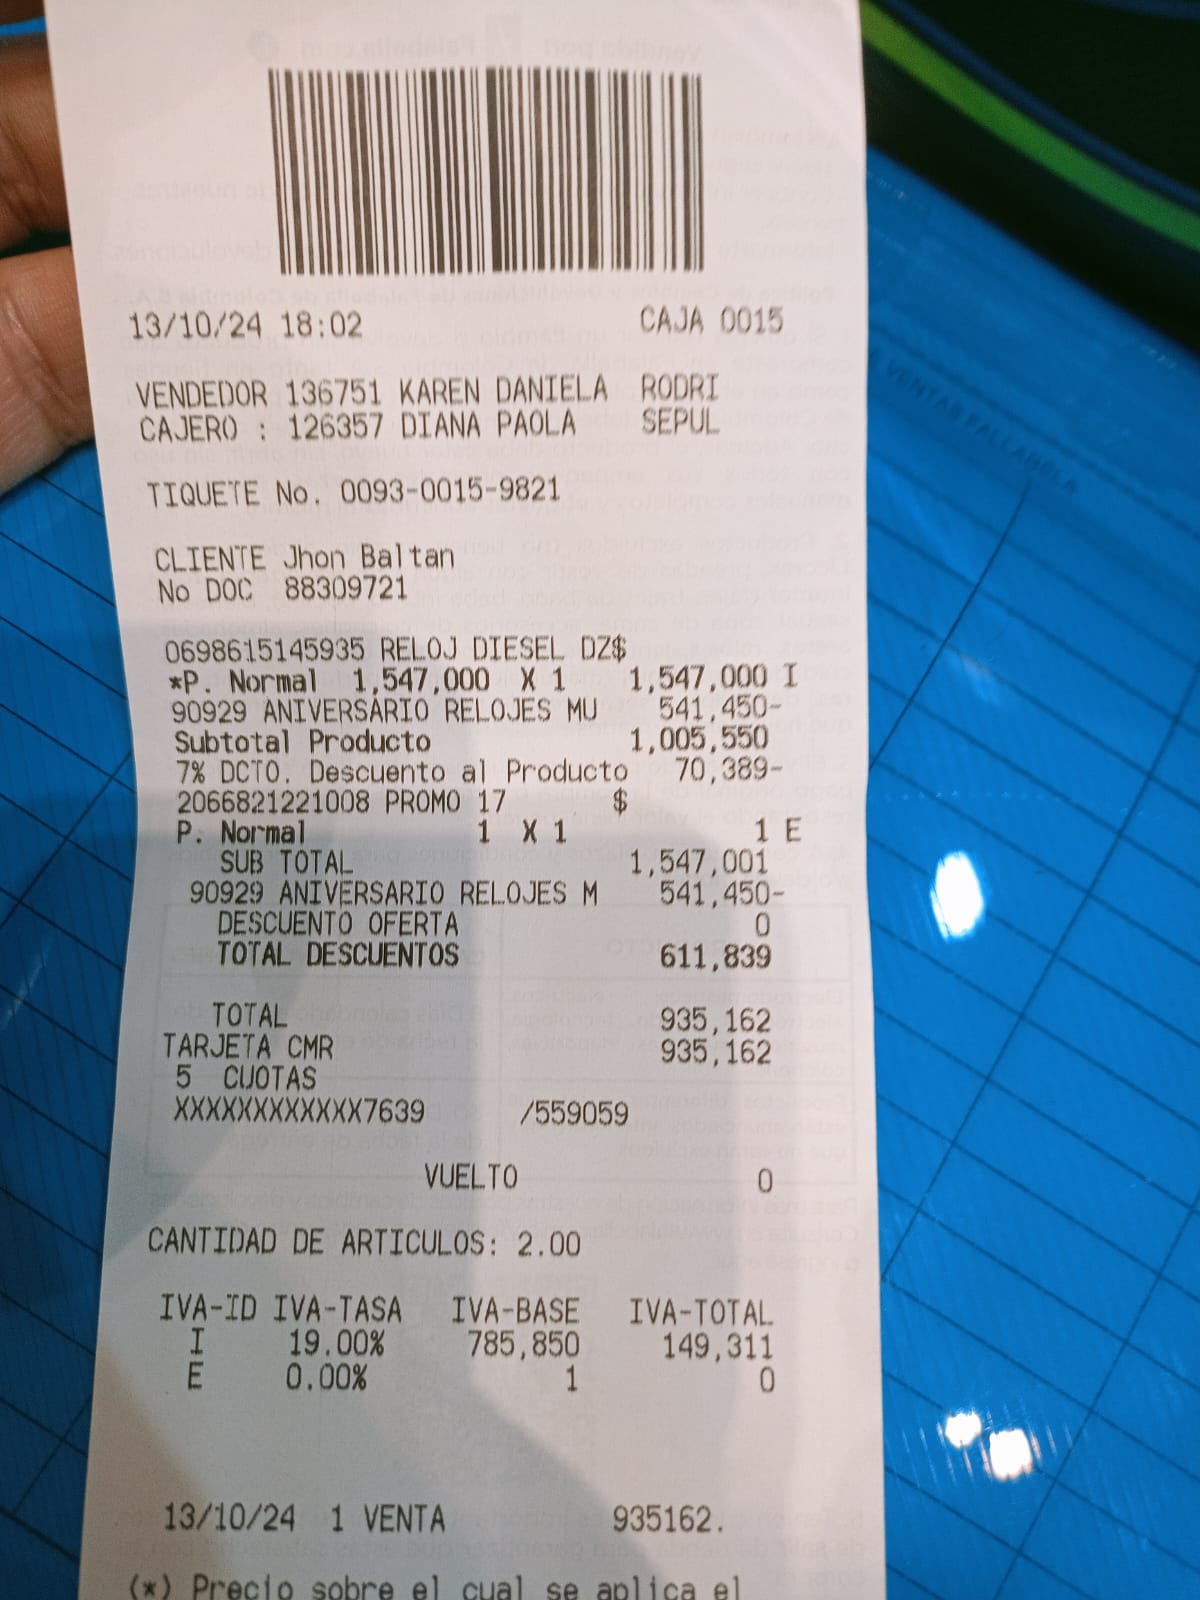 13/10/24 18:02 CAJA 0015
VENDEDOR 136751 KAREN DANIELA RODRI
CAJERO : 126357 DIANA PAOLA SEPUL
TIQUETE No. 0093-0015-9821
CLIENTE Jhon Baltan
No DOC 88309721
0698615145935 RELOJ DIESEL DZ$
*P. Normal 1,547,000 X 1 1,547,000 I
90929 ANIVERSARIO RELOJES MU 541,450-
Subtotal Producto 1,005,550
7% DCTO. Descuento al Producto 70,389-
2066821221008 PROMO 17 $
P. Normal 1 X 1 1 E
SUB TOTAL 1,547,001
90929 ANIVERSARIO RELOJES M 541,450-
DESCUENTO OFERTA 0
TOTAL DESCUENTOS 611,839
TOTAL 935,162
TARJETA CMR 935,162
5 CUOTAS
XXXXXXXXXXXX7639 /559059
VUELTO 0
CANTIDAD DE ARTICULOS: 2.00
IVA-ID IVA-TASA IVA-BASE IVA-TOTAL
I 19.00% 785,850 149,311
E 0.00% 1 0
13/10/24 1 VENTA 935162.
(*) Precio sobre el cual se aplica el
VENTAS FALLABELA